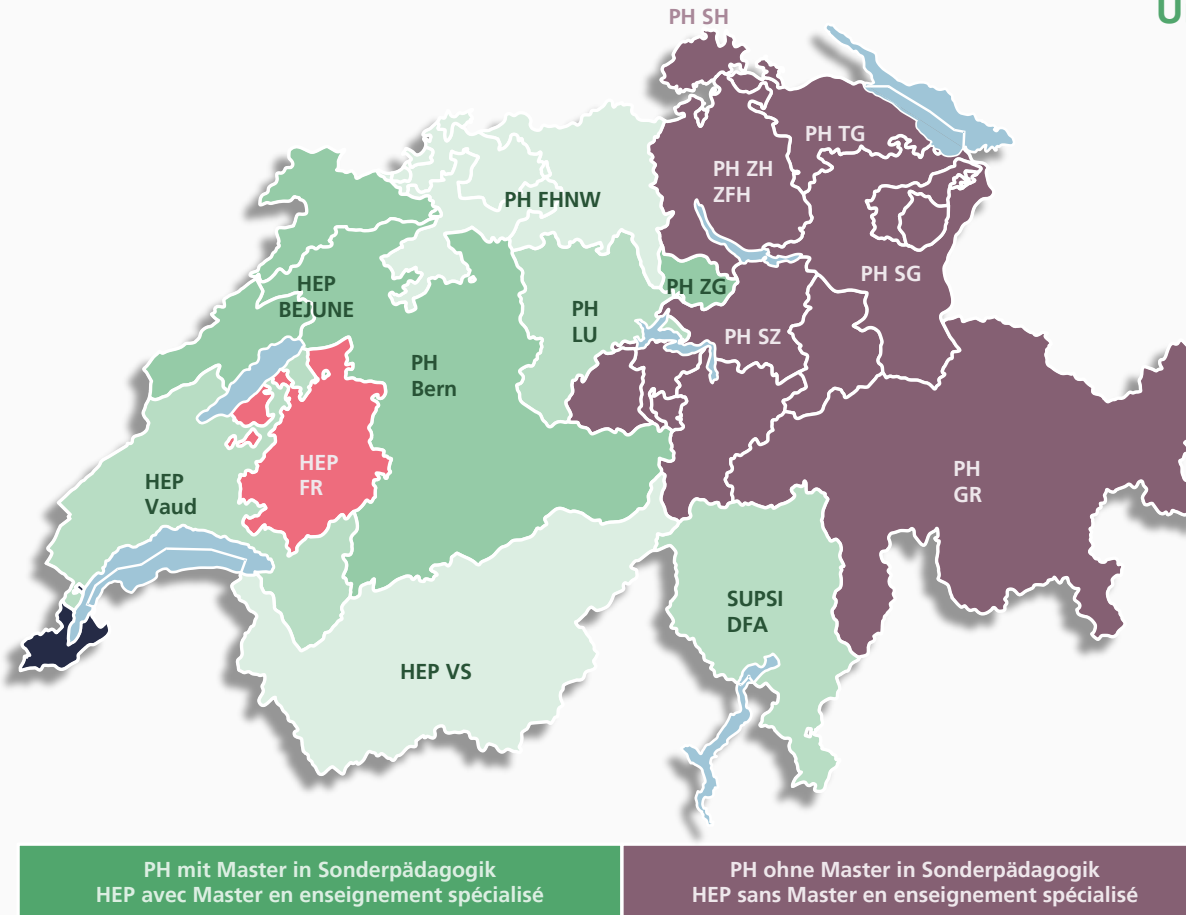 PH SH
U
PH TG
PH ZH
ZFH
PH FHNW
PH SG
HEP
BEJUNE
PH ZG
PH
LU
PH SZ
PH
Bern
HEP
FR
HEP
Vaud
PH
GR
SUPSI
DFA
HEP VS
PH mit Master in Sonderpädagogik
HEP avec Master en enseignement spécialisé
PH ohne Master in Sonderpädagogik
HEP sans Master en enseignement spécialisé